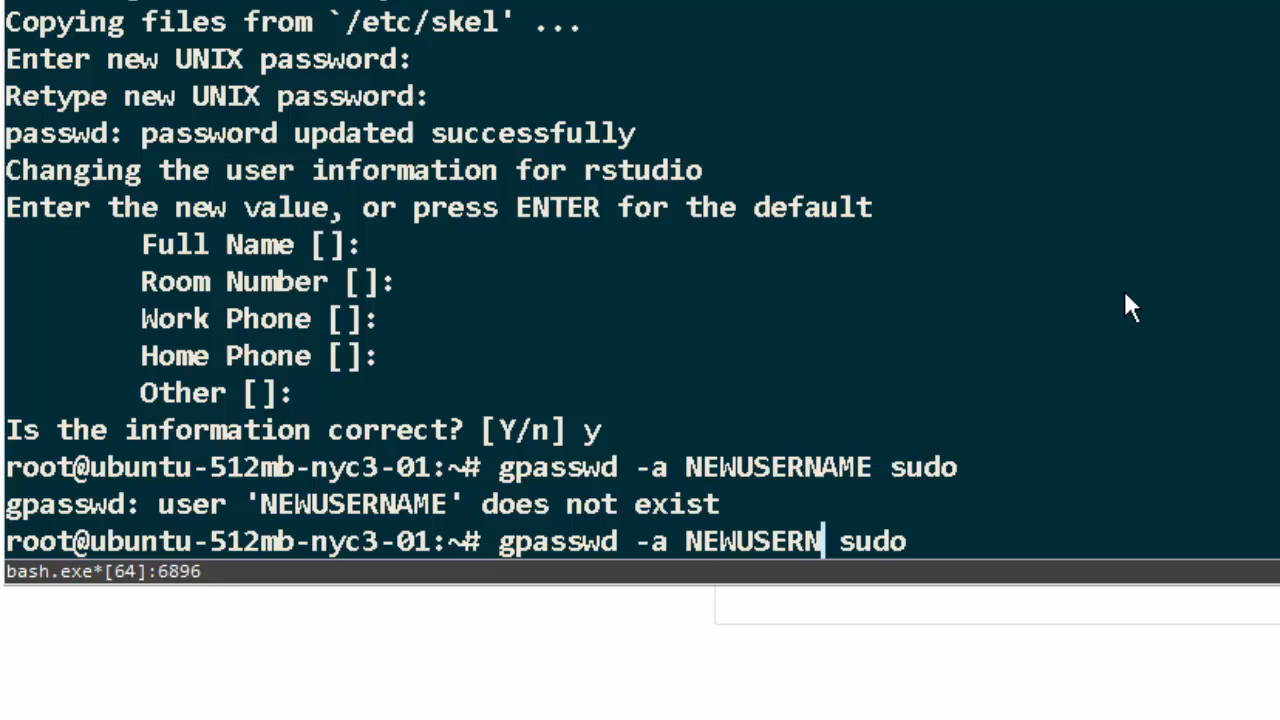 Copying files from `/etc/skel' ...
Enter new UNIX password:
Retype new UNIX password:
passwd: password updated successfully
Changing the user information for rstudio
Enter the new value, or press ENTER for the default
Full Name []:
Room Number []:
Work Phone []:
Home Phone []:
Other []:
Is the information correct? [Y/n] y
root@ubuntu-512mb-nyc3-01:~# gpasswd -a NEWUSERNAME sudo
gpasswd: user 'NEWUSERNAME' does not exist
root@ubuntu-512mb-nyc3-01:~# gpasswd -a NEWUSERN sudo
bash.exe*[64]:6896